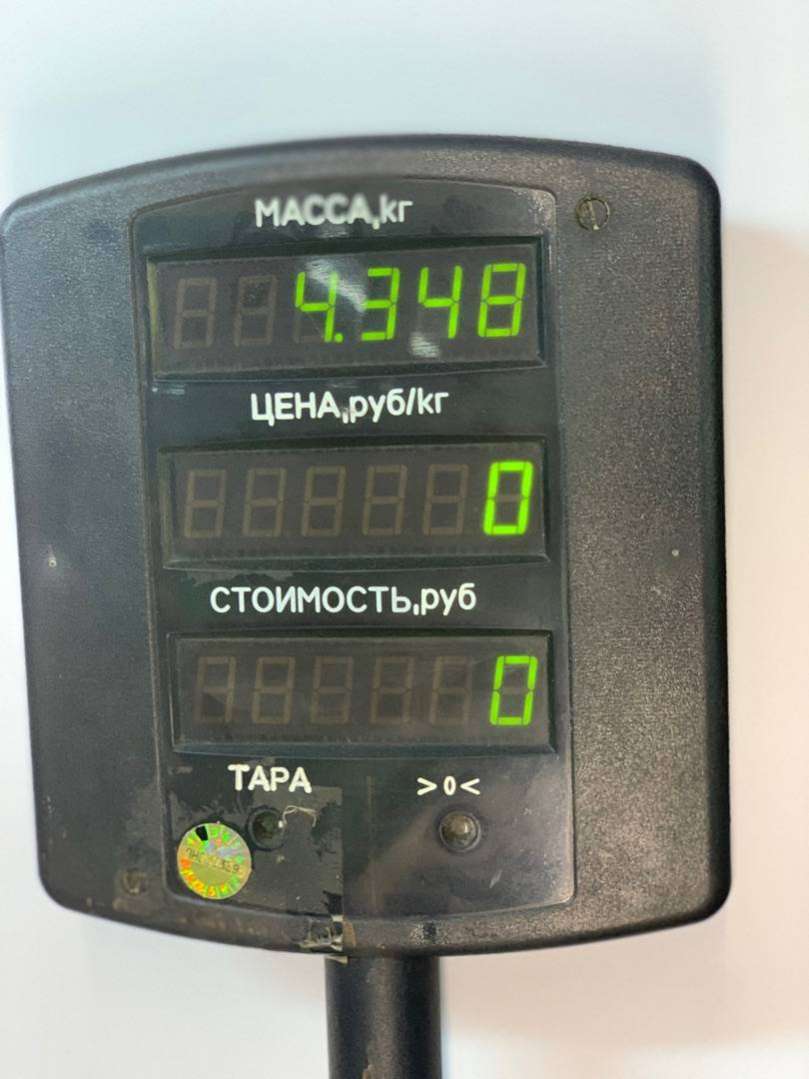 МАССА,кг
4.348
ЦЕНА,руб/кг
0
СТОИМОСТЬ,руб
0
ТАРА >0<